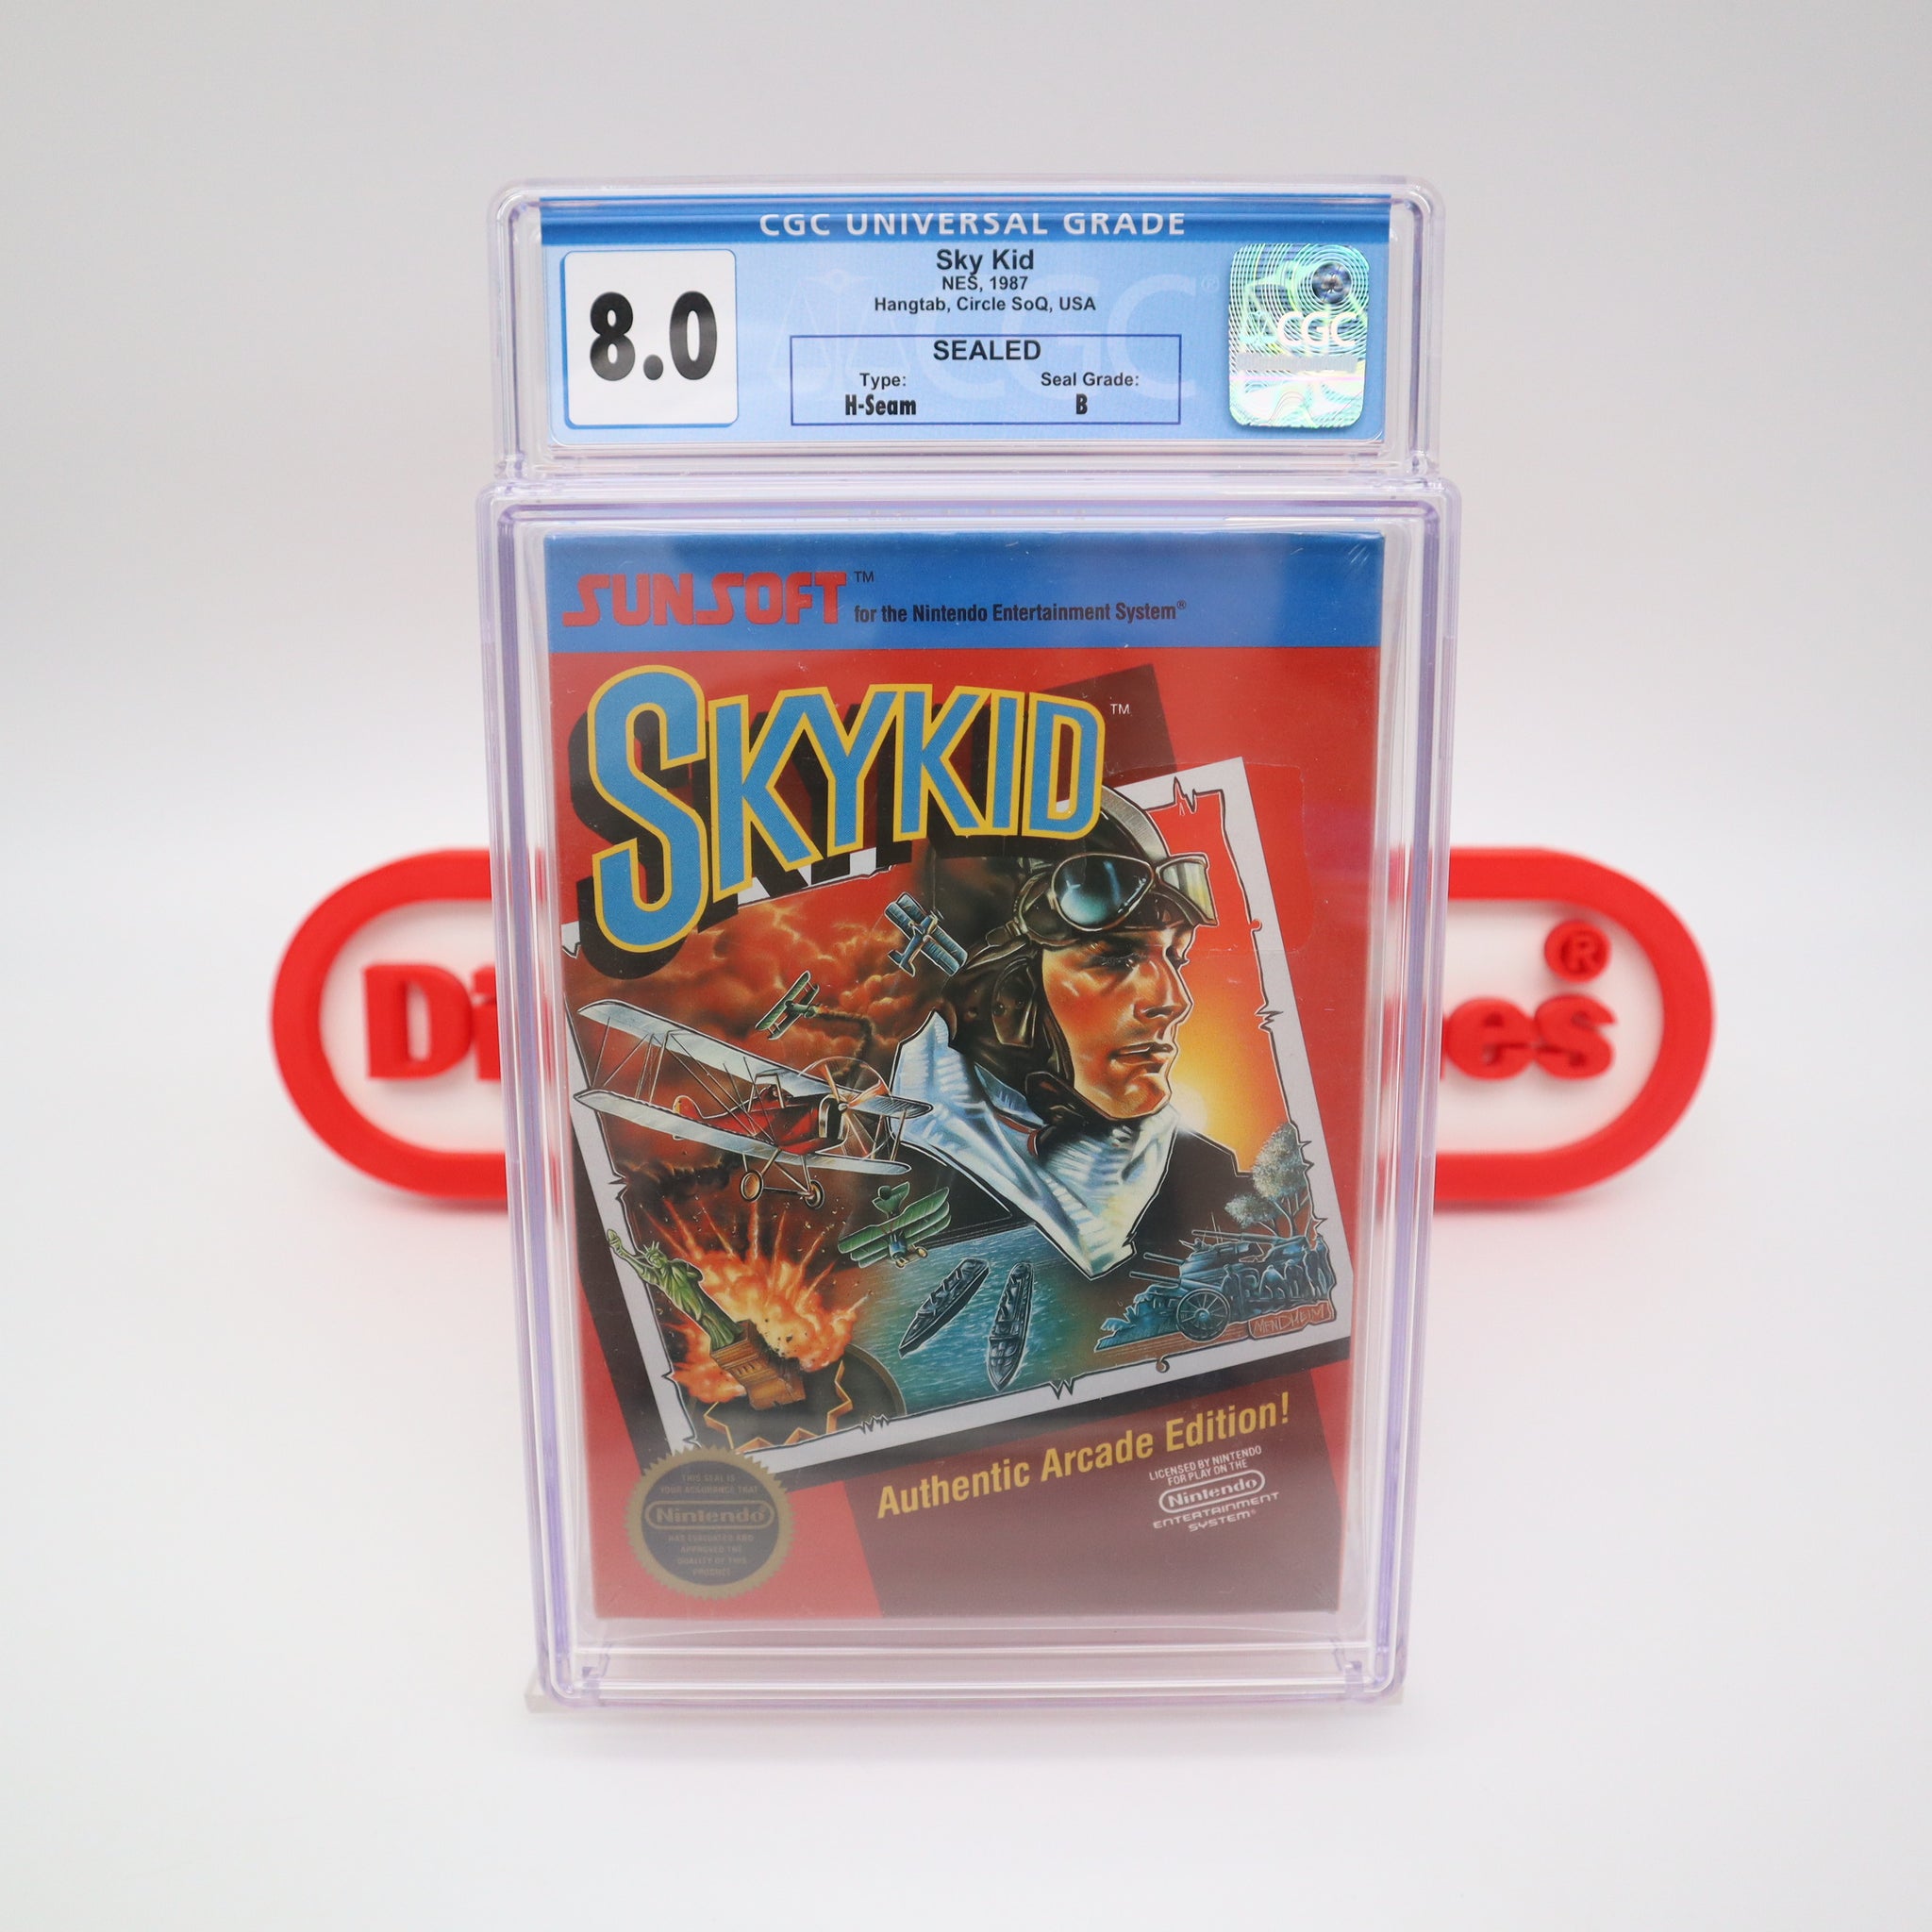 CGC UNIVERSAL GRADE
8.0
Sky Kid
NES, 1987
Hangtab, Circle SoQ, USA
SEALED
Type:
Seal Grade:
H-Seam
B
CGC
SUNSOFT™
for the Nintendo Entertainment System®
SKYKID™
MENDHEIM
Authentic Arcade Edition!
LICENSED BY NINTENDO
FOR PLAY ON THE
Nintendo
ENTERTAINMENT
SYSTEM®
THIS SEAL IS
YOUR ASSURANCE THAT
Nintendo®
HAS EVALUATED AND
APPROVED THE
QUALITY OF THIS
PRODUCT
®